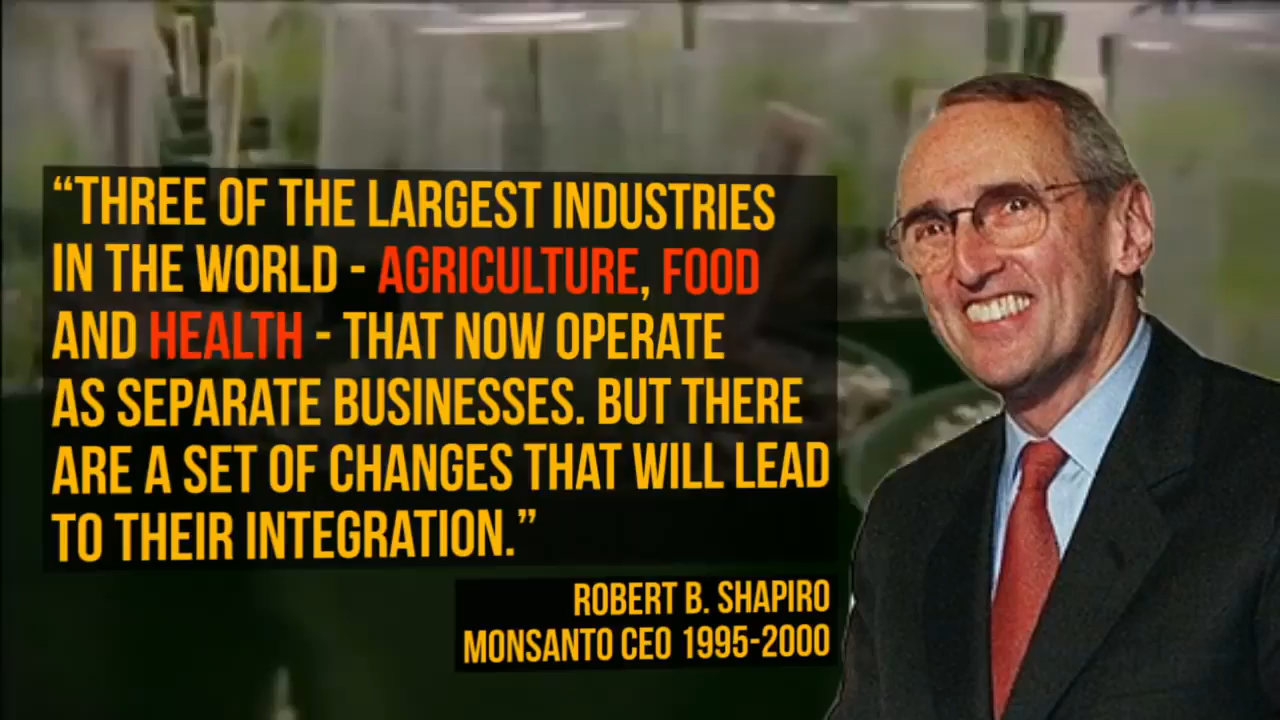 “THREE OF THE LARGEST INDUSTRIES
IN THE WORLD - AGRICULTURE, FOOD
AND HEALTH - THAT NOW OPERATE
AS SEPARATE BUSINESSES. BUT THERE
ARE A SET OF CHANGES THAT WILL LEAD
TO THEIR INTEGRATION.”
ROBERT B. SHAPIRO
MONSANTO CEO 1995-2000